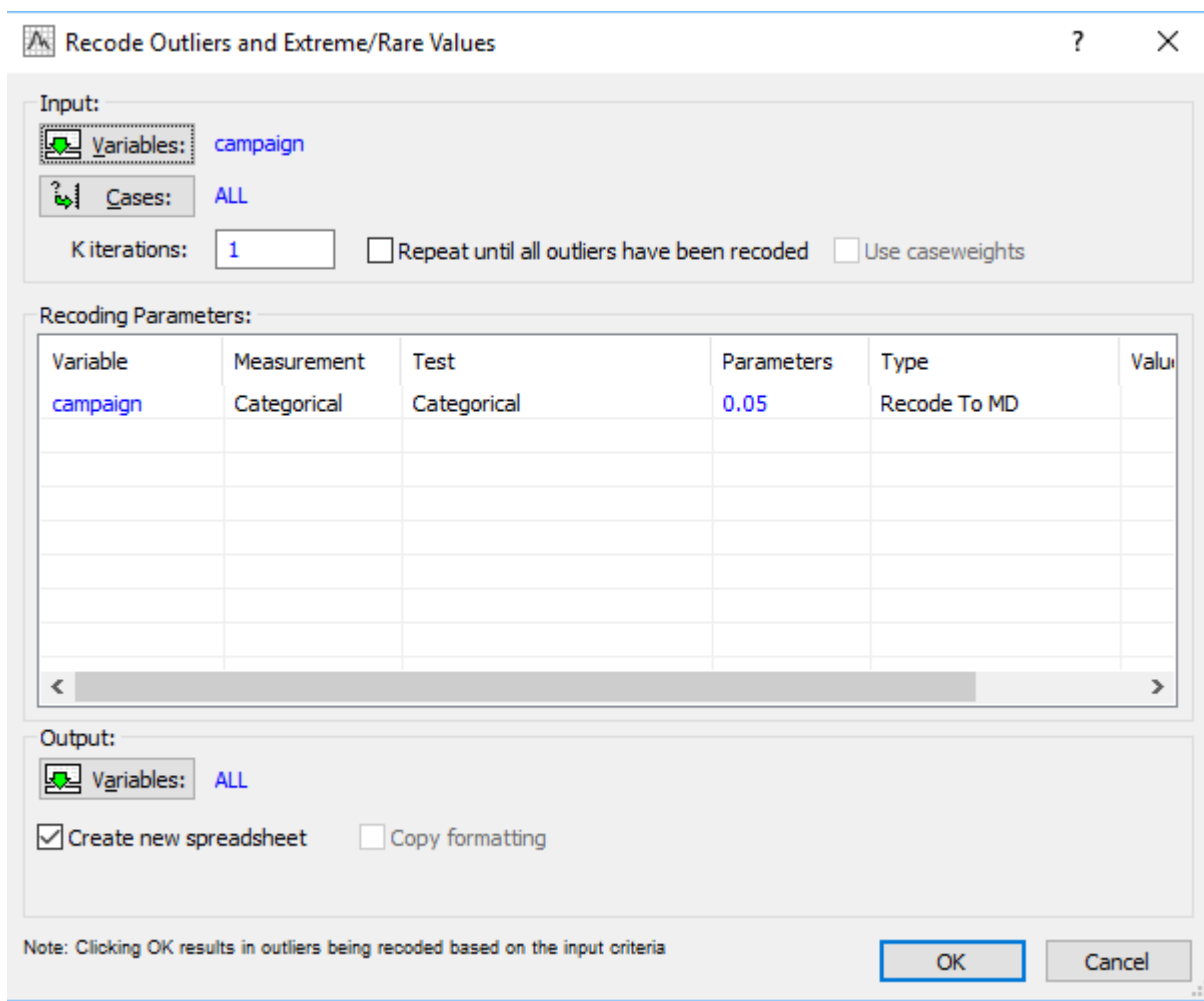 Recode Outliers and Extreme/Rare Values ?
Input:
Variables: campaign
Cases: ALL
K iterations: 1 Repeat until all outliers have been recoded Use caseweights
Recoding Parameters:
Variable Measurement Test Parameters Type Valu
campaign Categorical Categorical 0.05 Recode To MD
Output:
Variables: ALL
Create new spreadsheet Copy formatting
Note: Clicking OK results in outliers being recoded based on the input criteria
OK Cancel